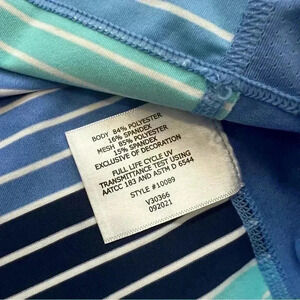 BODY 84% POLYESTER
16% SPANDEX
MESH 85% POLYESTER
15% SPANDEX
EXCLUSIVE OF DECORATION
FULL LIFE CYCLE UV
TRANSMITTANCE TEST USING
AATCC 183 AND ASTM D 6544
STYLE #10089
V30366
092021